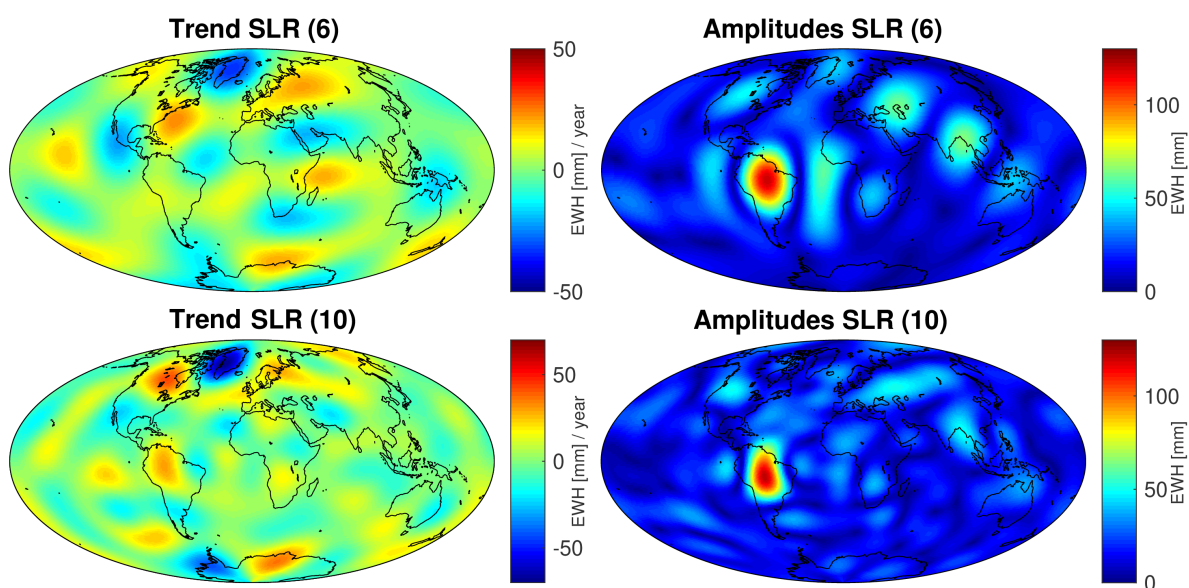 Trend SLR (6)
50
0
-50
EWH [mm] / year
Amplitudes SLR (6)
100
50
0
EWH [mm]
Trend SLR (10)
50
0
-50
EWH [mm] / year
Amplitudes SLR (10)
100
50
0
EWH [mm]